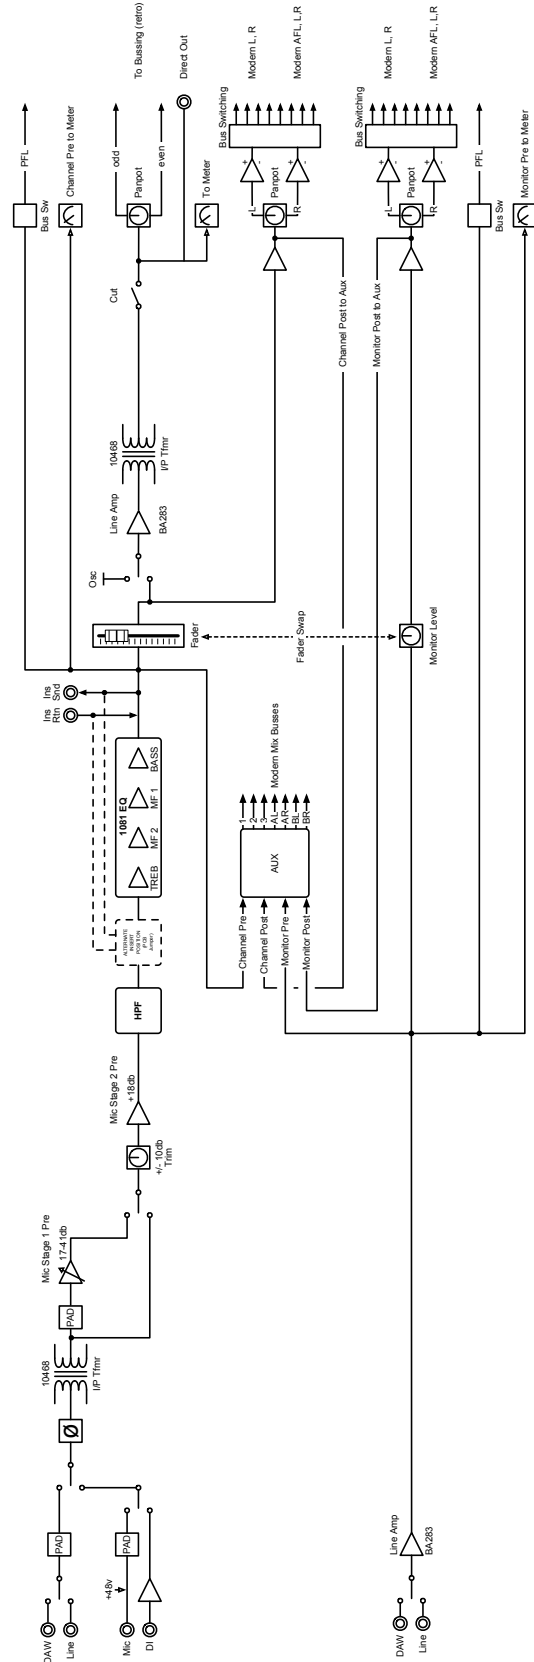 To Bussing (retro)
Direct Out
Modern L, R
Modern AFL, L,R
Modern L, R
Modern AFL, L,R
PFL
Bus Sw
Channel Pre to Meter
odd
even
Panpot
To Meter
Bus Switching
+
-
+
-
L
R
Panpot
Bus Switching
+
-
+
-
L
R
Panpot
PFL
Bus Sw
Monitor Pre to Meter
Cut
Channel Post to Aux
Monitor Post to Aux
10468
I/P Tfmr
Line Amp
BA283
Osc
Fader
Fader Swap
Monitor Level
Ins Snd
Ins Rtn
1081 EQ
BASS
MF 1
MF 2
TREB
ALTERNATE
INSERT
POSITION
(PCB
Jumper)
HPF
Modern Mix Busses
1
2
3
AL
AR
BL
BR
AUX
Channel Pre
Channel Post
Monitor Pre
Monitor Post
Mic Stage 2 Pre
+18db
+/- 10db
Trim
Mic Stage 1 Pre
17-41db
PAD
10468
I/P Tfmr
Ø
PAD
PAD
+48v
DAW
Line
Mic
DI
Line Amp
BA283
DAW
Line